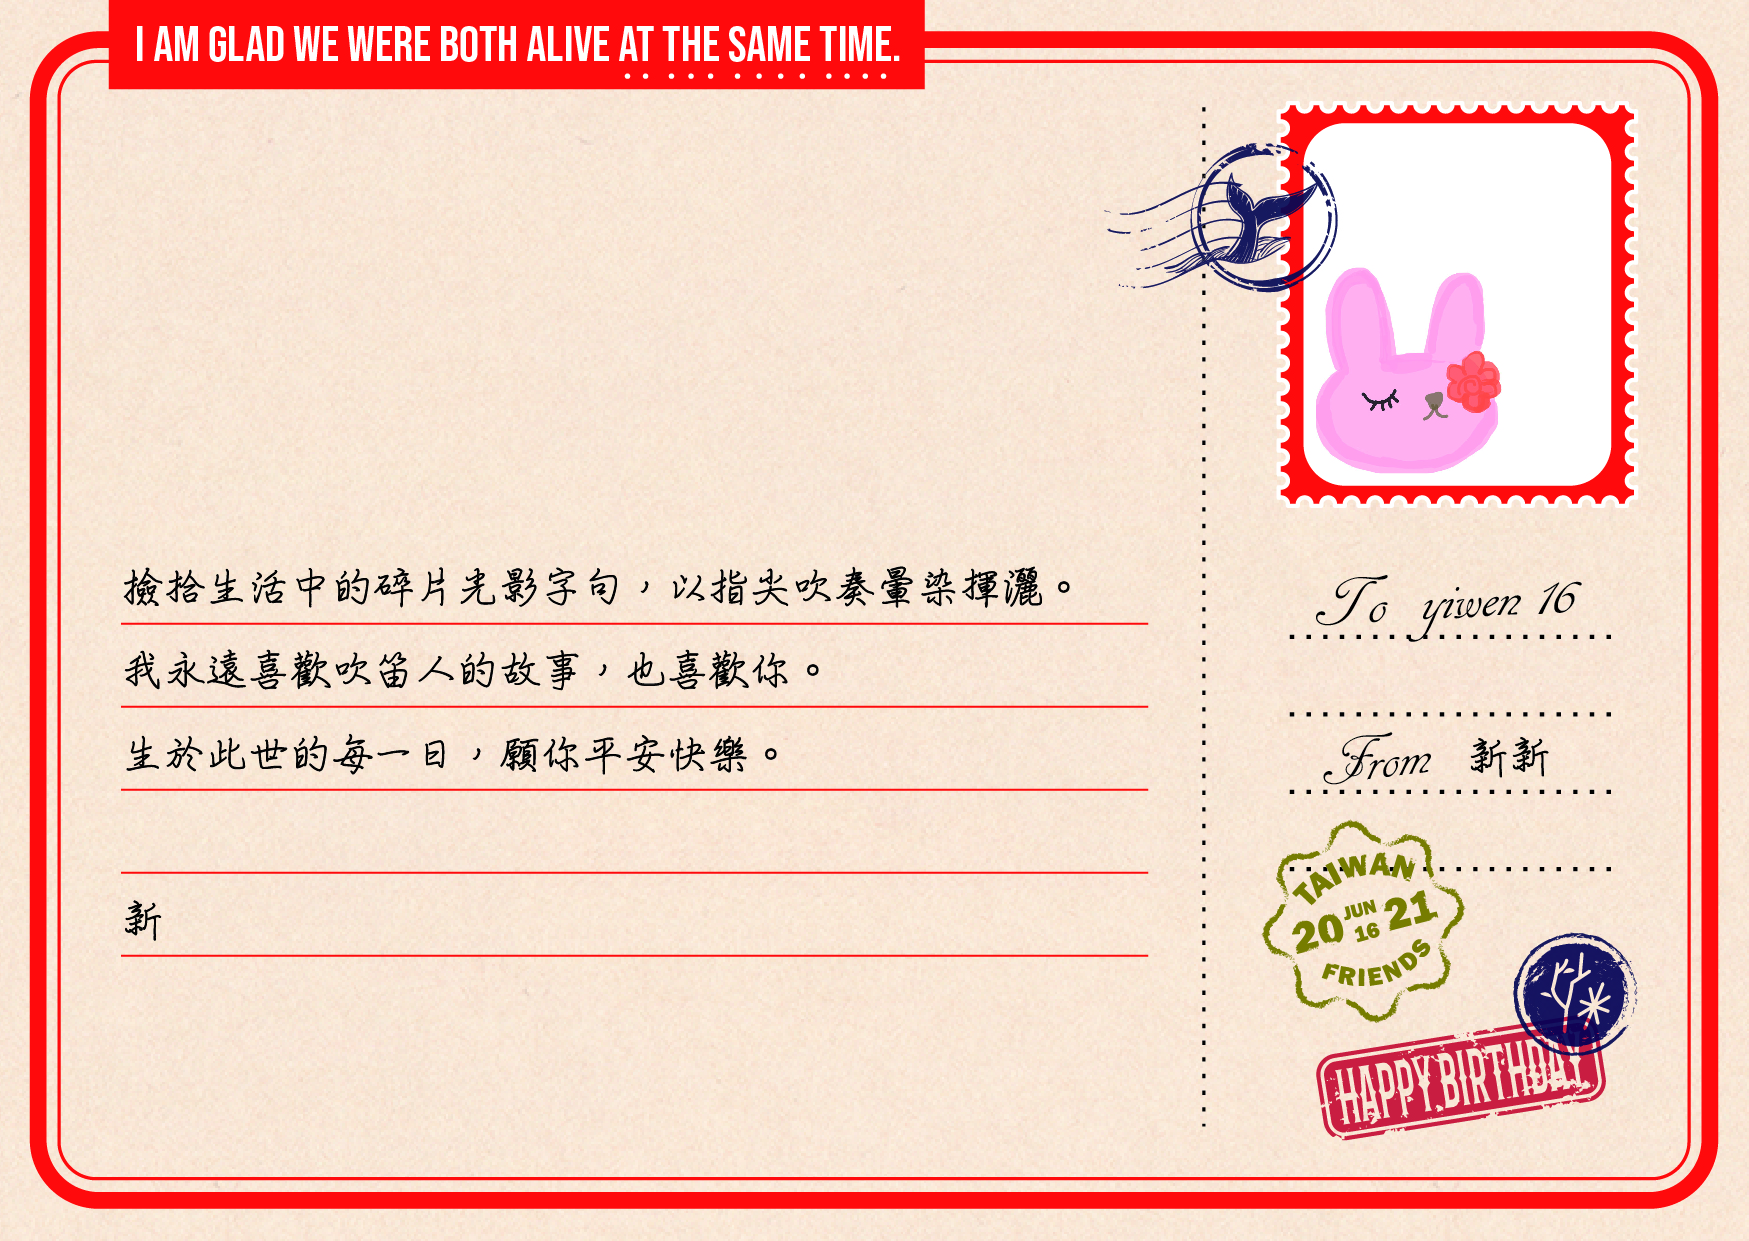 I AM GLAD WE WERE BOTH ALIVE AT THE SAME TIME.
撿拾生活中的碎片光影字句，以指尖吹奏暈染揮灑。
我永遠喜歡吹笛人的故事，也喜歡你。
生於此世的每一日，願你平安快樂。
新
To yiwen 16
From 新新
TAIWAN
20 JUN 16 21
FRIENDS
HAPPY BIRTHDAY